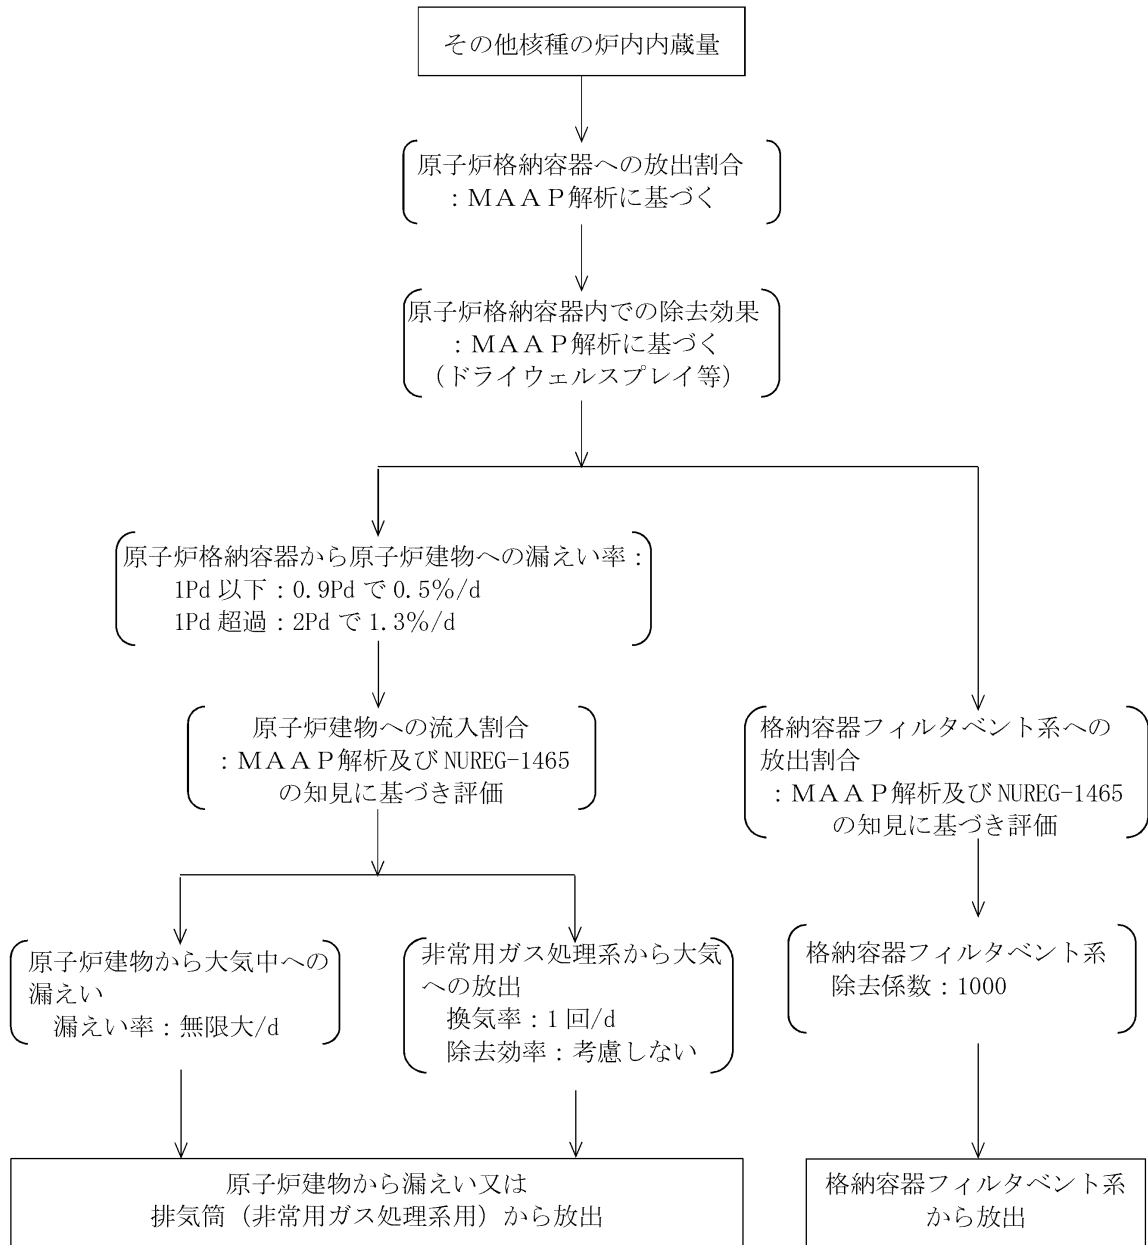 その他核種の炉内内蔵量
原子炉格納容器への放出割合
：ＭＡＡＰ解析に基づく
原子炉格納容器内での除去効果
：ＭＡＡＰ解析に基づく
（ドライウェルスプレイ等）
原子炉格納容器から原子炉建物への漏えい率：
1Pd 以下：0.9Pd で 0.5%/d
1Pd 超過：2Pd で 1.3%/d
原子炉建物への流入割合
：ＭＡＡＰ解析及び NUREG-1465
の知見に基づき評価
格納容器フィルタベント系への
放出割合
：ＭＡＡＰ解析及び NUREG-1465
の知見に基づき評価
原子炉建物から大気中への
漏えい
漏えい率：無限大/d
非常用ガス処理系から大気
への放出
換気率：1 回/d
除去効率：考慮しない
格納容器フィルタベント系
除去係数：1000
原子炉建物から漏えい又は
排気筒（非常用ガス処理系用）から放出
格納容器フィルタベント系
から放出